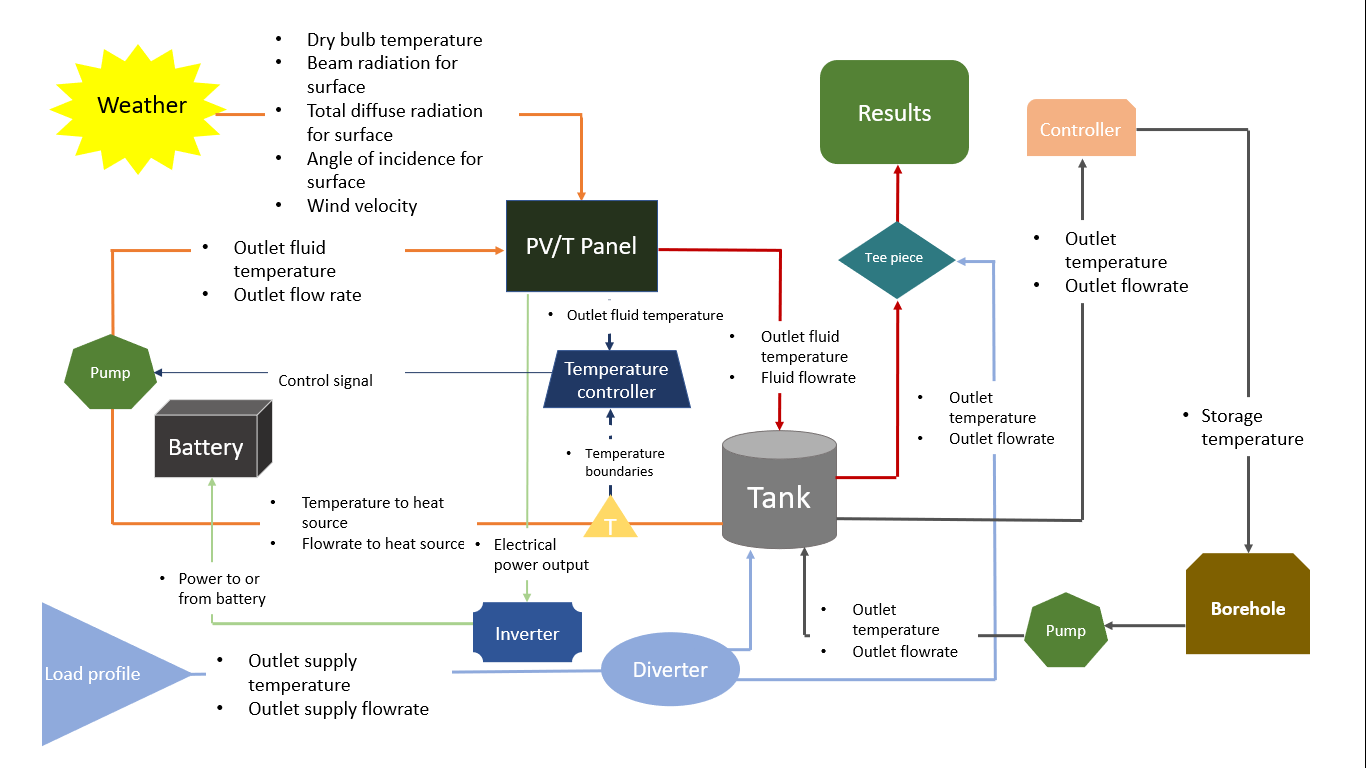 Weather
• Dry bulb temperature
• Beam radiation for
surface
• Total diffuse radiation
for surface
• Angle of incidence for
surface
• Wind velocity
Results
Controller
• Outlet fluid
temperature
• Outlet flow rate
PV/T Panel
Tee piece
• Outlet
temperature
• Outlet flowrate
• Outlet fluid temperature
• Outlet fluid
temperature
• Fluid flowrate
Pump
Control signal
Temperature
controller
• Outlet
temperature
• Outlet flowrate
• Storage
temperature
Battery
• Temperature
boundaries
Tank
• Temperature to heat
source
• Flowrate to heat source
T
• Electrical
power output
• Power to or
from battery
Inverter
• Outlet
temperature
• Outlet flowrate
Pump
Borehole
Load profile
• Outlet supply
temperature
• Outlet supply flowrate
Diverter